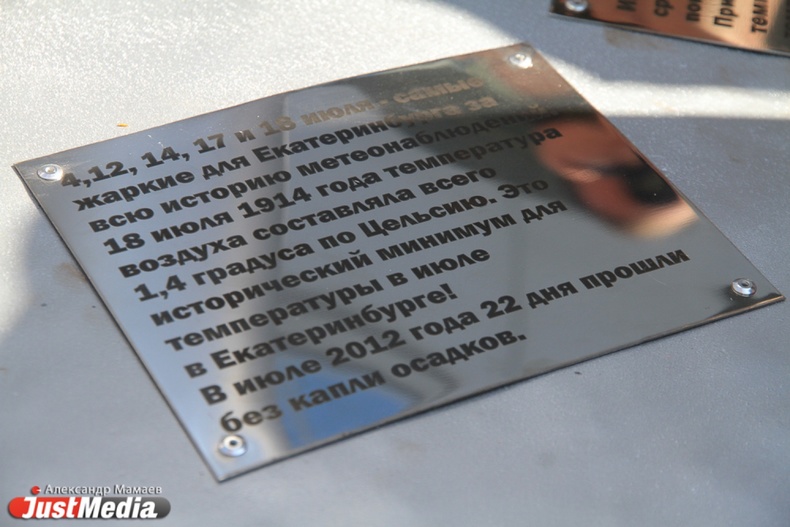 4,12, 14, 17 и 18 июля - самые
жаркие для Екатеринбурга за
всю историю метеонаблюдений
18 июля 1914 года температура
воздуха составляла всего
1,4 градуса по Цельсию. Это
исторический минимум для
температуры в июле
в Екатеринбурге!
В июле 2012 года 22 дня прошли
без капли осадков.
Александр Мамаев
JustMedia